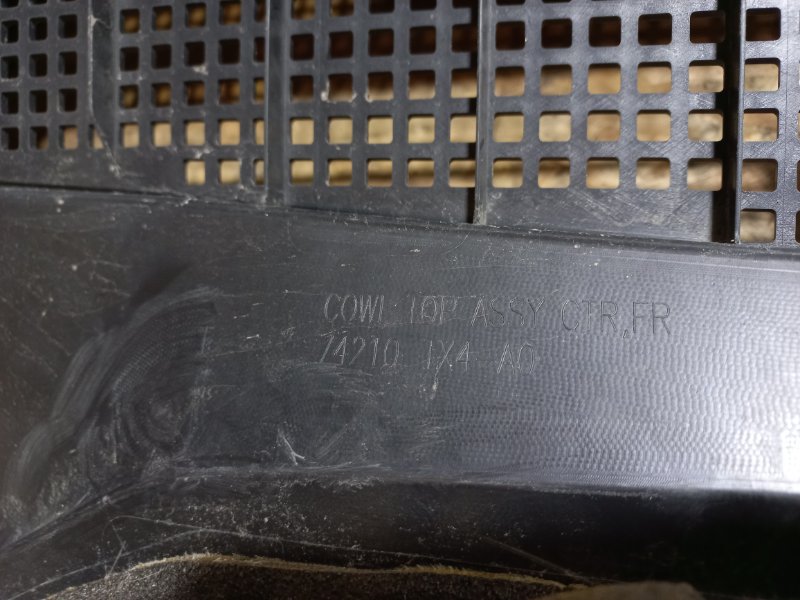 COWL TOP ASSY CTR,FR
74210 TX4 A0